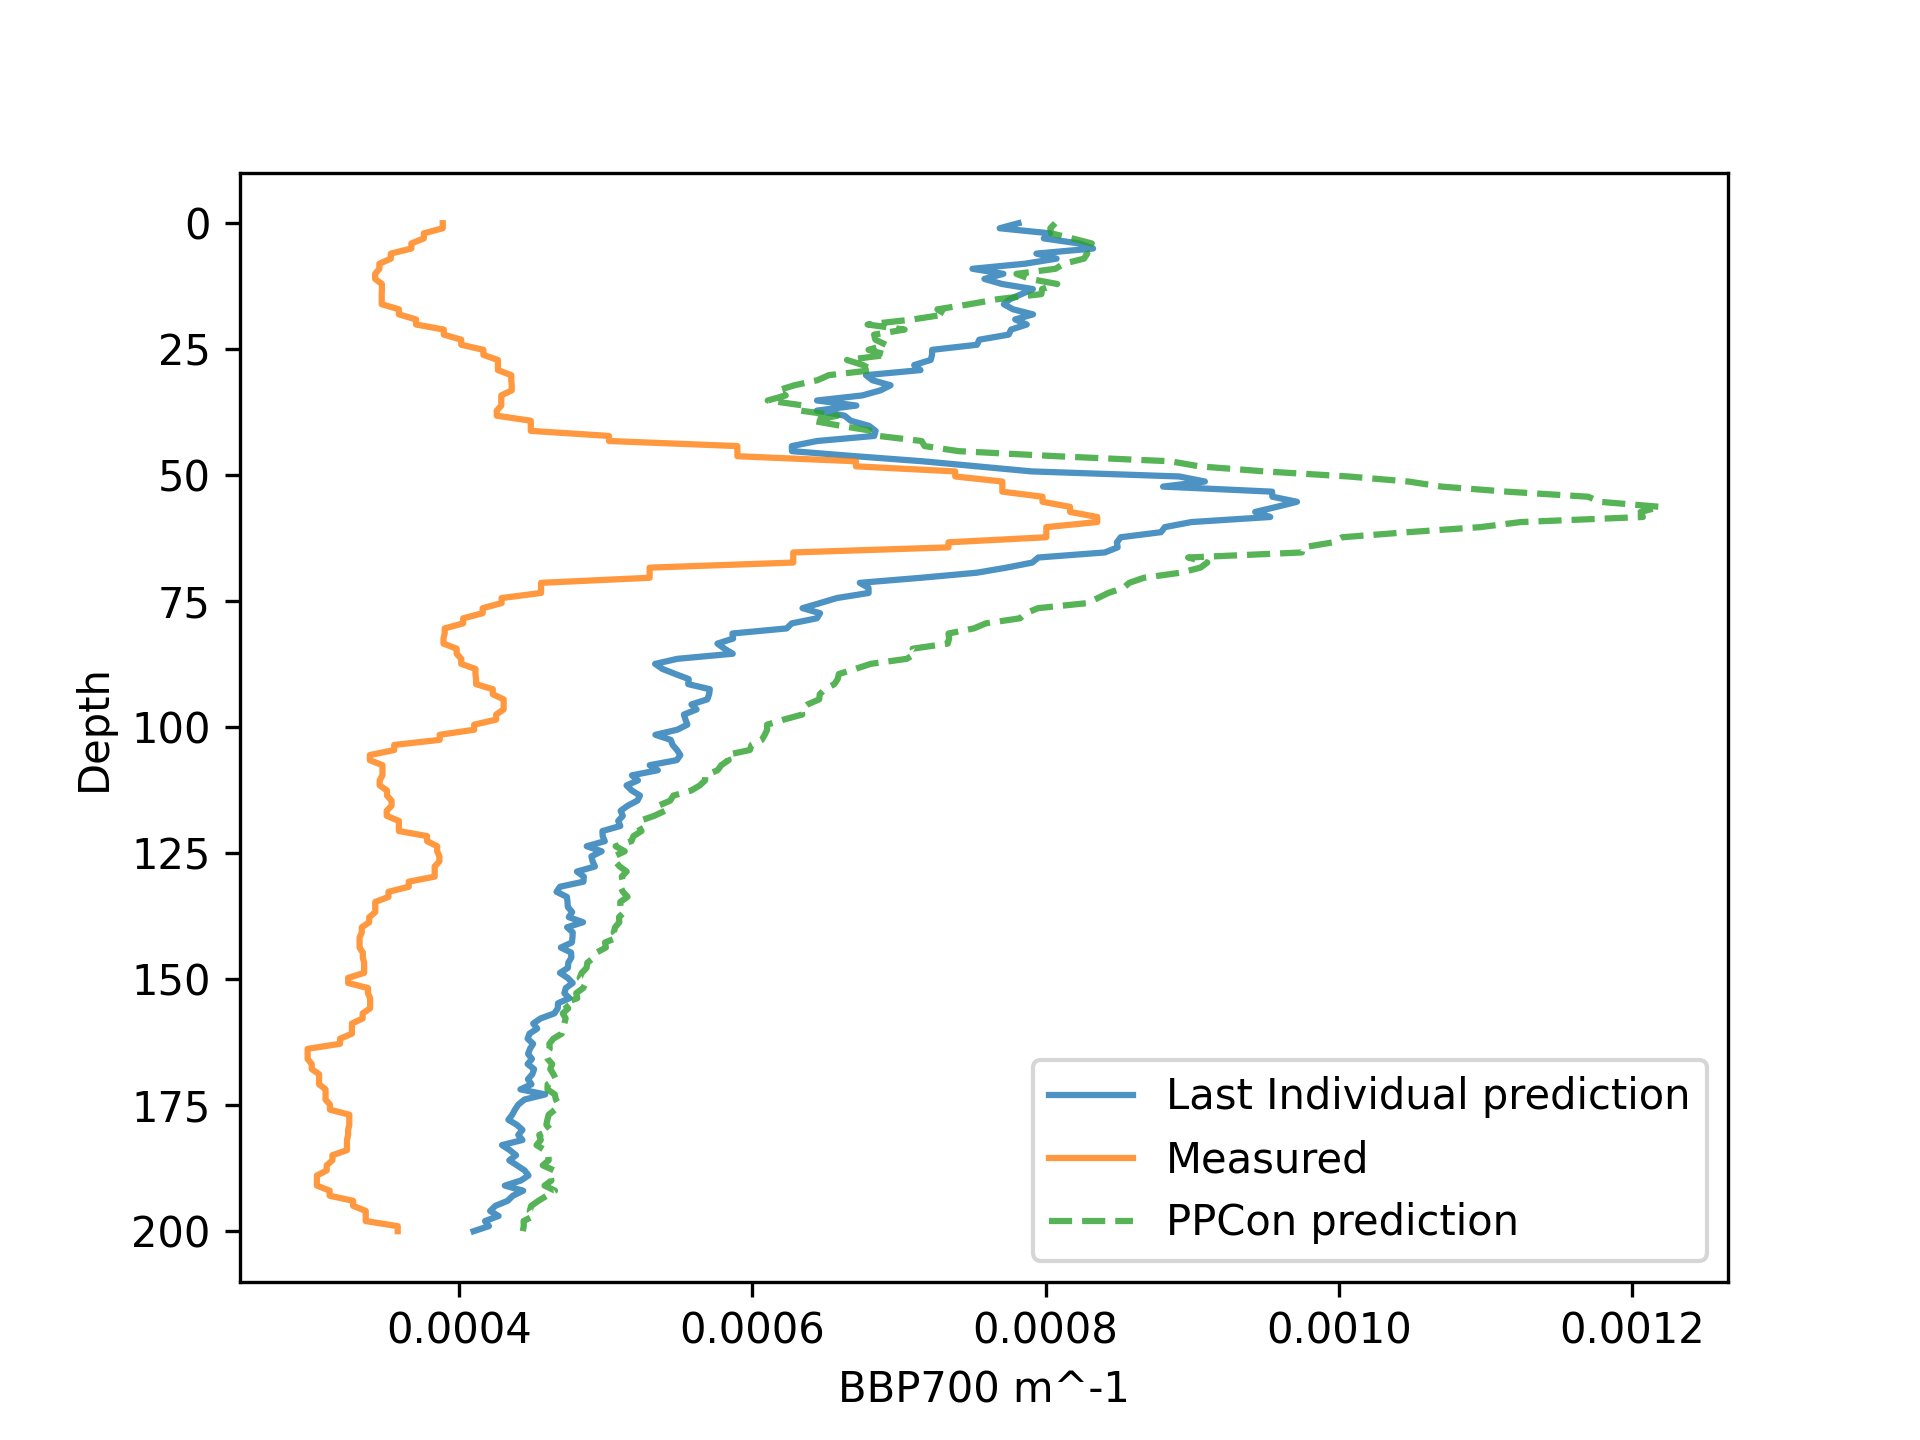 0
25
50
75
100
125
150
175
200
Depth
0.0004 0.0006 0.0008 0.0010 0.0012
BBP700 m^-1
Last Individual prediction
Measured
PPCon prediction